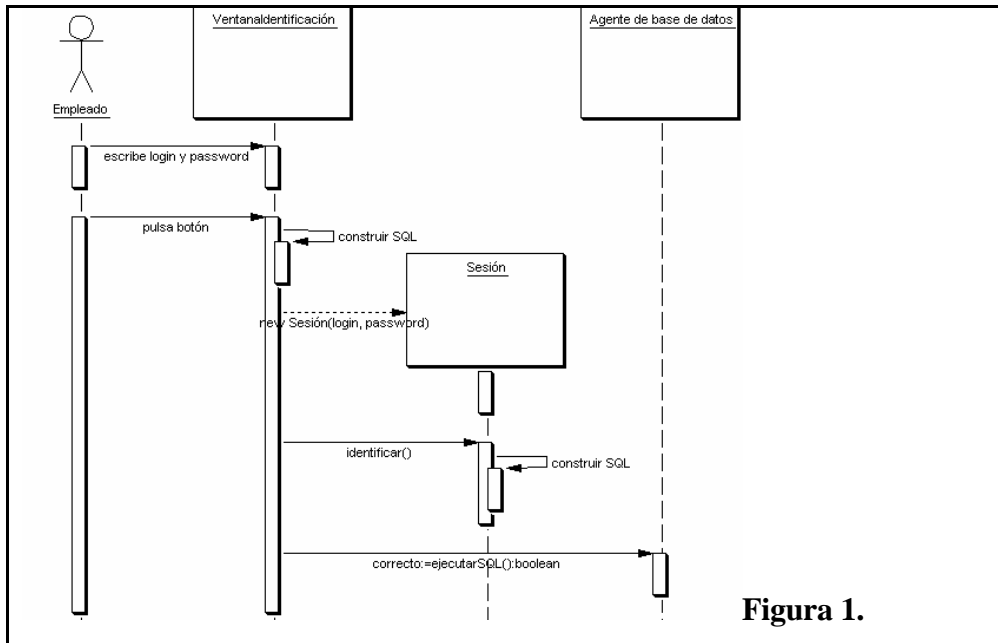 VentanaIdentificación
Agente de base de datos
Empleado
escribe login y password
pulsa botón
construir SQL
Sesión
new Sesión(login, password)
identificar()
construir SQL
correcto:=ejecutarSQL():boolean
Figura 1.